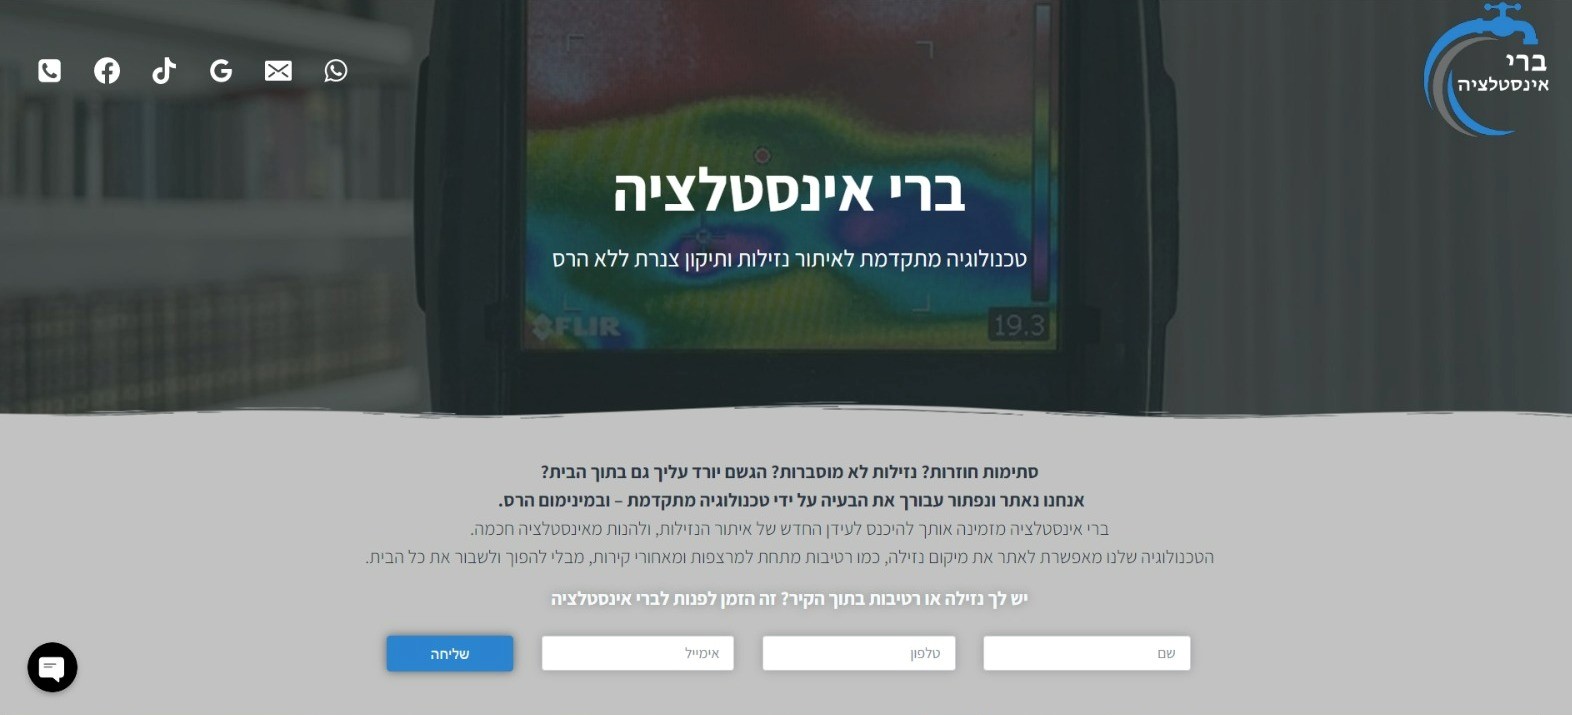 ברי
אינסטלציה
ברי אינסטלציה
טכנולוגיה מתקדמת לאיתור נזילות ותיקון צנרת ללא הרס
FLIR
19.3
סתימות חוזרות? נזילות לא מוסברות? הגשם יורד עליך גם בתוך הבית?
אנחנו נאתר ונפתור עבורך את הבעיה על ידי טכנולוגיה מתקדמת – ובמינימום הרס.
ברי אינסטלציה מזמינה אותך להיכנס לעידן החדש של איתור הנזילות, ולהנות מאינסטלציה חכמה.
הטכנולוגיה שלנו מאפשרת לאתר את מיקום נזילה, כמו רטיבות מתחת למרצפות ומאחורי קירות, מבלי להפוך ולשבור את כל הבית.
יש לך נזילה או רטיבות בתוך הקיר? זה הזמן לפנות לברי אינסטלציה
שם טלפון אימייל שליחה